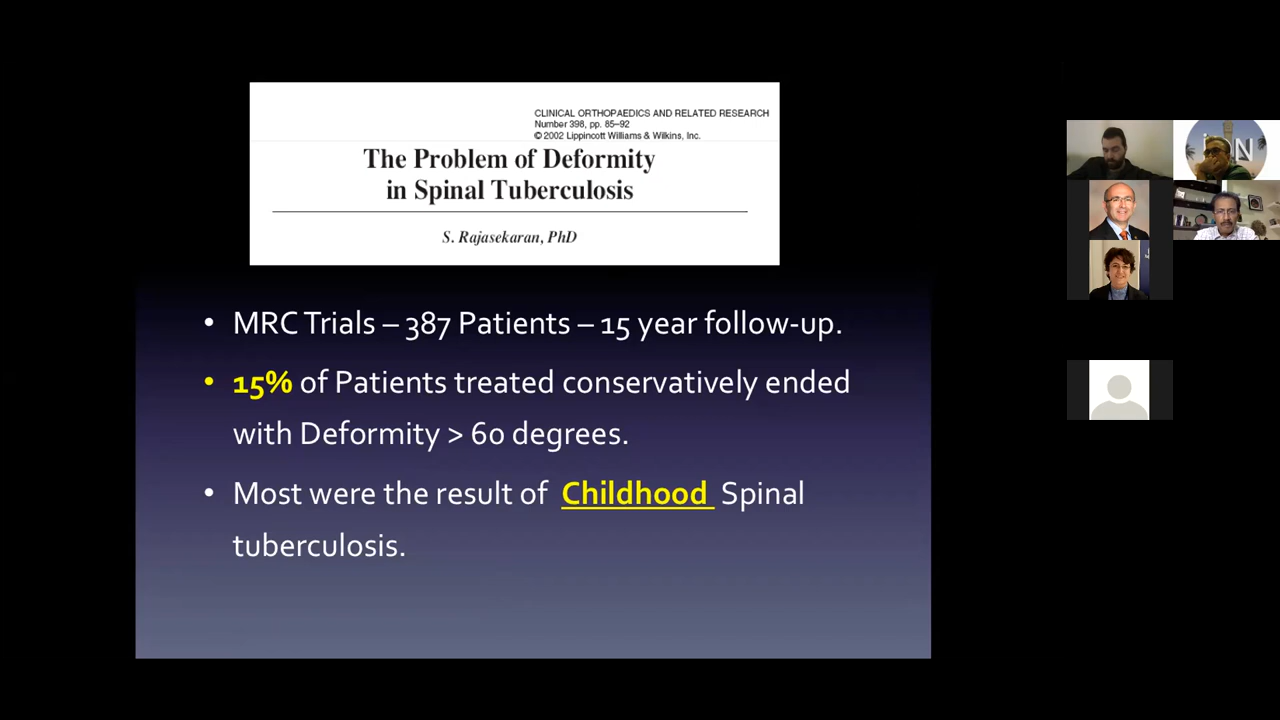 CLINICAL ORTHOPAEDICS AND RELATED RESEARCH
Number 398, pp. 85–92
© 2002 Lippincott Williams & Wilkins, Inc.
The Problem of Deformity
in Spinal Tuberculosis
S. Rajasekaran, PhD
• MRC Trials – 387 Patients – 15 year follow-up.
• 15% of Patients treated conservatively ended
with Deformity > 60 degrees.
• Most were the result of Childhood Spinal
tuberculosis.